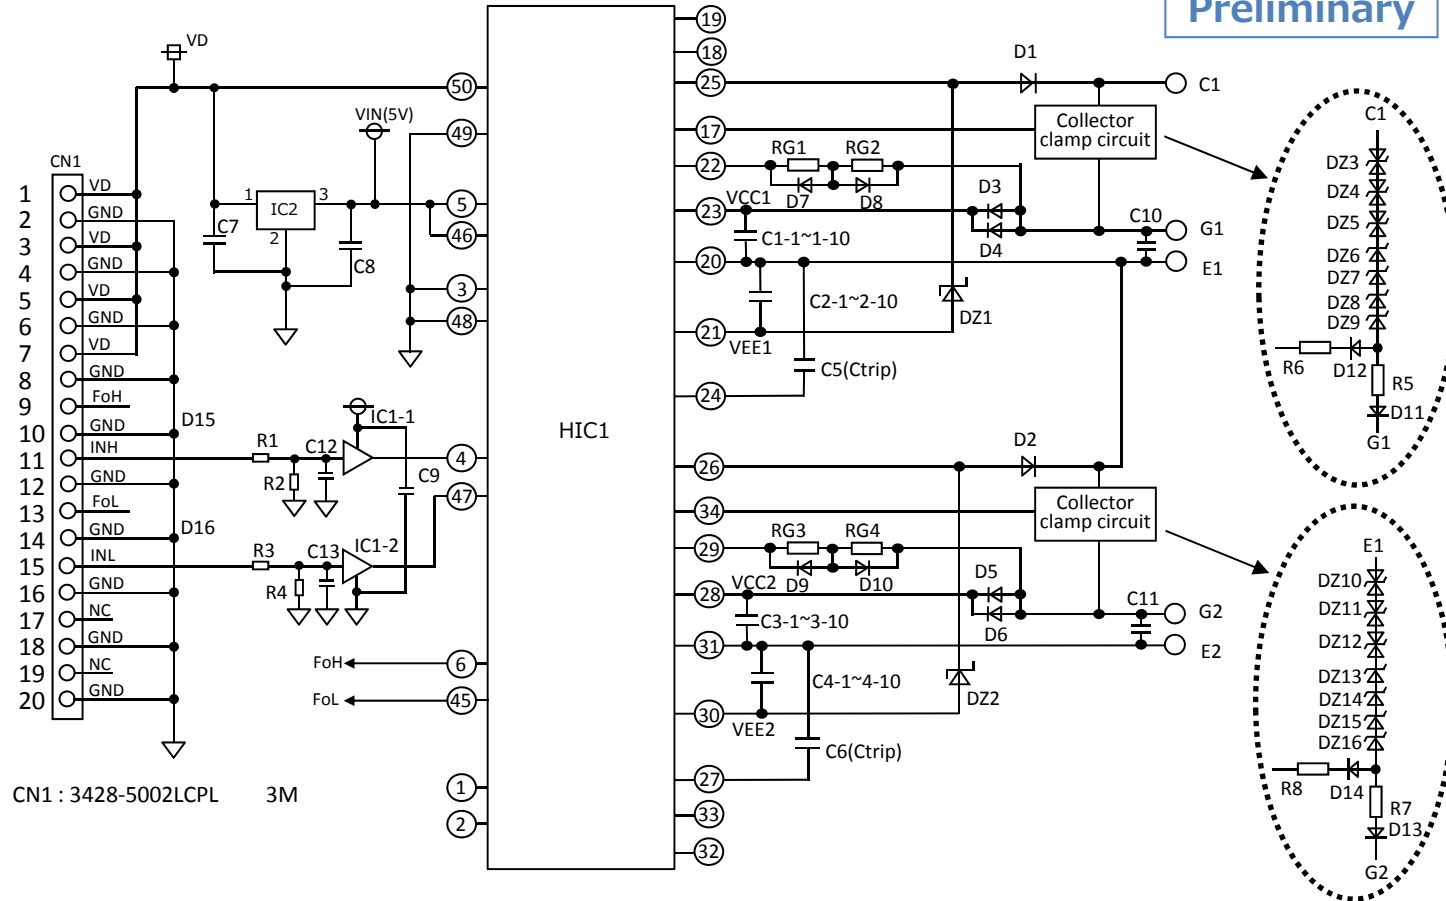 Preliminary
VD
19
18
25
D1
C1
50
VIN(5V)
49
17
Collector
clamp circuit
C1
CN1
22
RG1
RG2
D7
D8
DZ3
1
VD
2
GND
3
VD
4
GND
5
VD
6
GND
7
VD
8
GND
9
FoH
10
GND
D15
11
INH
12
GND
13
FoL
14
GND
D16
15
INL
16
GND
17
NC
18
GND
19
NC
20
GND
1
IC2
3
2
C7
C8
5
46
3
48
R1
R2
C12
IC1-1
4
C9
47
R3
R4
C13
IC1-2
FoH
6
FoL
45
1
2
HIC1
23
VCC1
D3
D4
C10
G1
C1-1~1-10
20
E1
C2-1~2-10
21
VEE1
DZ1
C5(Ctrip)
24
26
D2
34
Collector
clamp circuit
29
RG3
RG4
D9
D10
28
VCC2
D5
D6
C11
G2
C3-1~3-10
31
E2
C4-1~4-10
30
VEE2
DZ2
C6(Ctrip)
27
33
32
DZ4
DZ5
DZ6
DZ7
DZ8
DZ9
R6
D12
R5
D11
G1
E1
DZ10
DZ11
DZ12
DZ13
DZ14
DZ15
DZ16
R8
D14
R7
D13
G2
CN1 : 3428-5002LCPL 3M